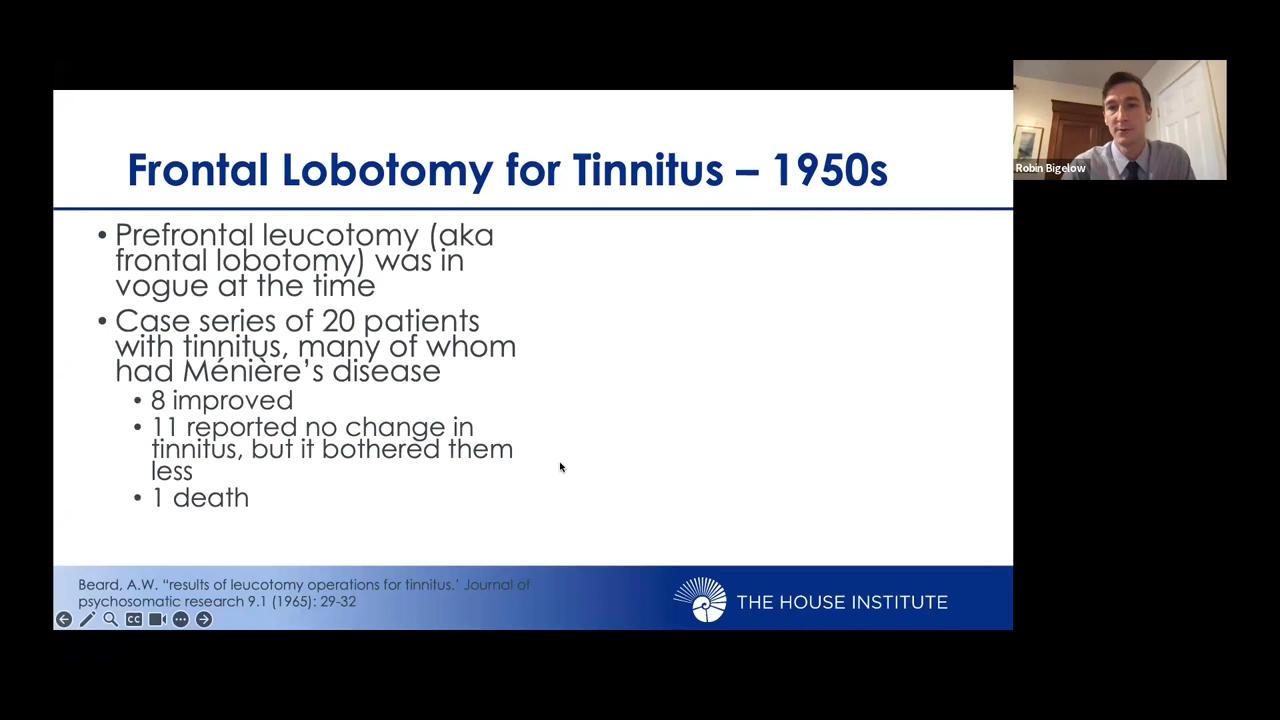 Frontal Lobotomy for Tinnitus – 1950s
Robin Bigelow
• Prefrontal leucotomy (aka
frontal lobotomy) was in
vogue at the time
• Case series of 20 patients
with tinnitus, many of whom
had Ménière’s disease
• 8 improved
• 11 reported no change in
tinnitus, but it bothered them
less
• 1 death
Beard, A.W. “results of leucotomy operations for tinnitus.’ Journal of
psychosomatic research 9.1 (1965): 29-32
CC
THE HOUSE INSTITUTE